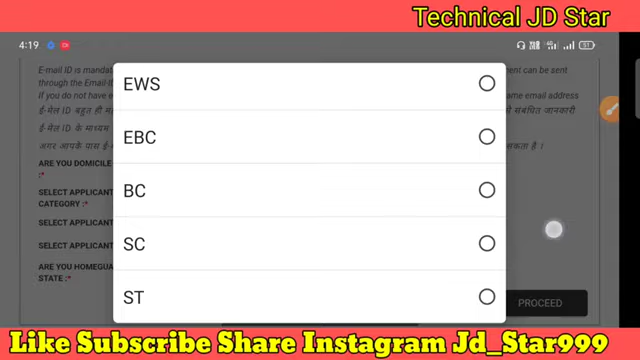 Technical JD Star
4:19
51
E-mail ID is mandat
ment can be sent
through the Email-I
if you do not have e
ame email address
ई-मेल ID बहुत ही म
संबंधित जानकारी
ई-मेल ID के माध्यम
अगर आपके पास ई-
सकता है ।
ARE YOU DOMICILE
:*
SELECT APPLICANT
CATEGORY :*
SELECT APPLICANT
SELECT APPLICANT
ARE YOU HOMEGUA
STATE :*
EWS
EBC
BC
SC
ST
PROCEED
Like Subscribe Share Instagram Jd_Star999